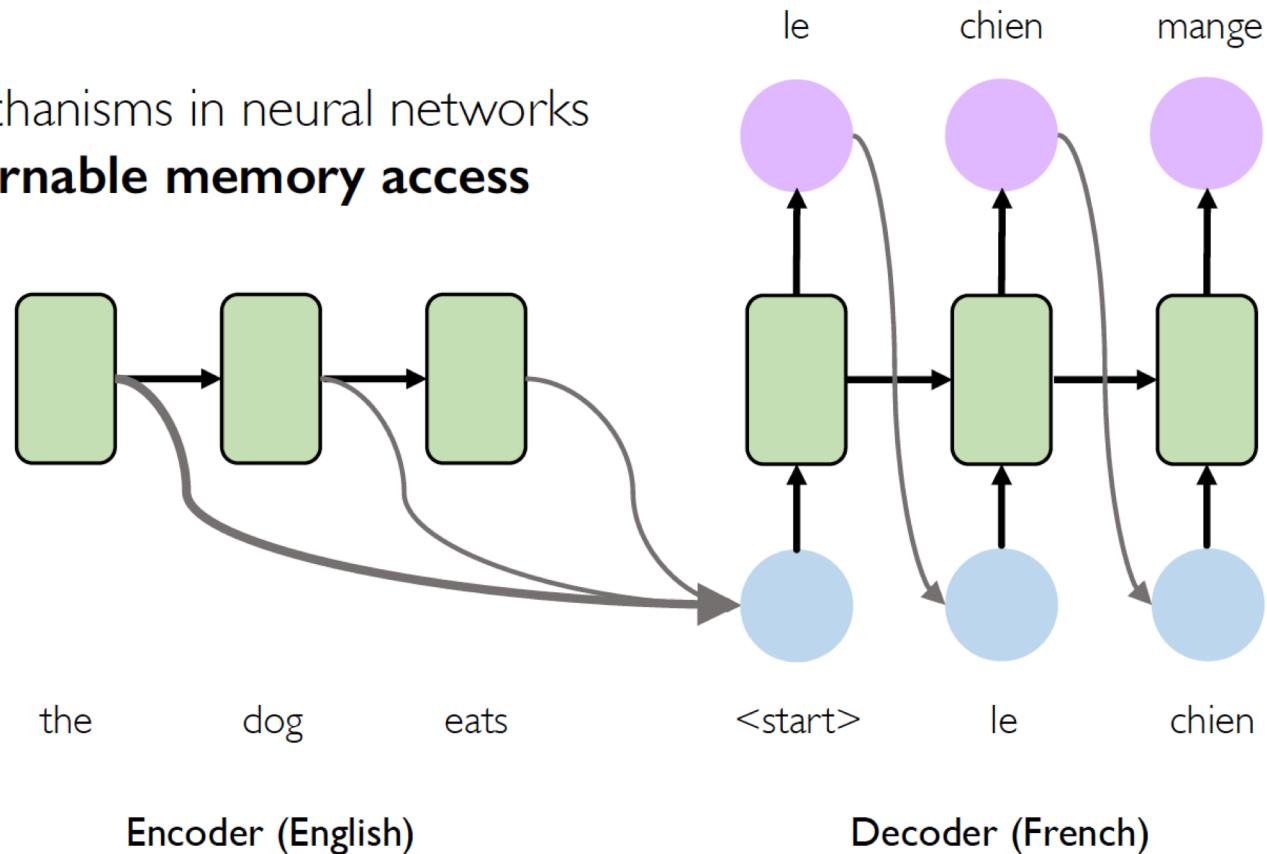 le chien mange
chanisms in neural networks
rnable memory access
the dog eats <start> le chien
Encoder (English) Decoder (French)